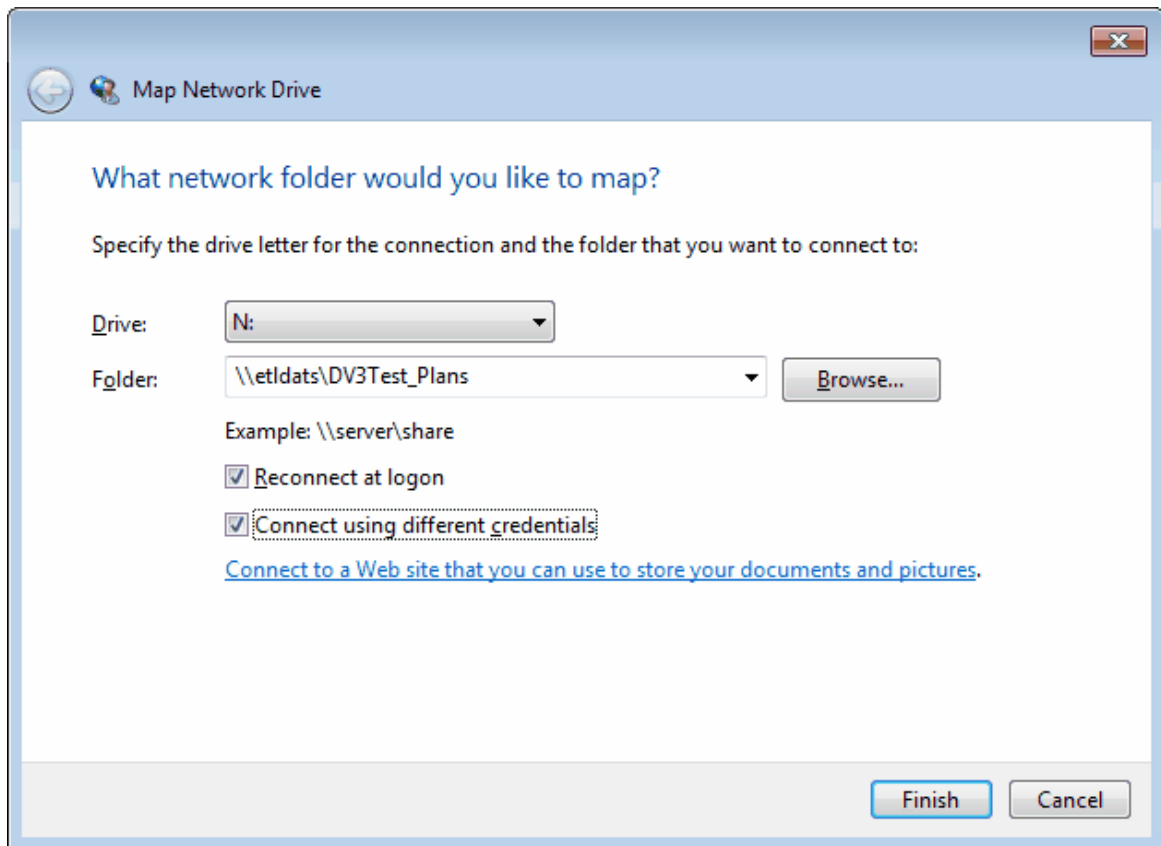 Map Network Drive
What network folder would you like to map?
Specify the drive letter for the connection and the folder that you want to connect to:
Drive: N:
Folder: \\etldats\DV3Test_Plans Browse...
Example: \\server\share
Reconnect at logon
Connect using different credentials
Connect to a Web site that you can use to store your documents and pictures.
Finish Cancel